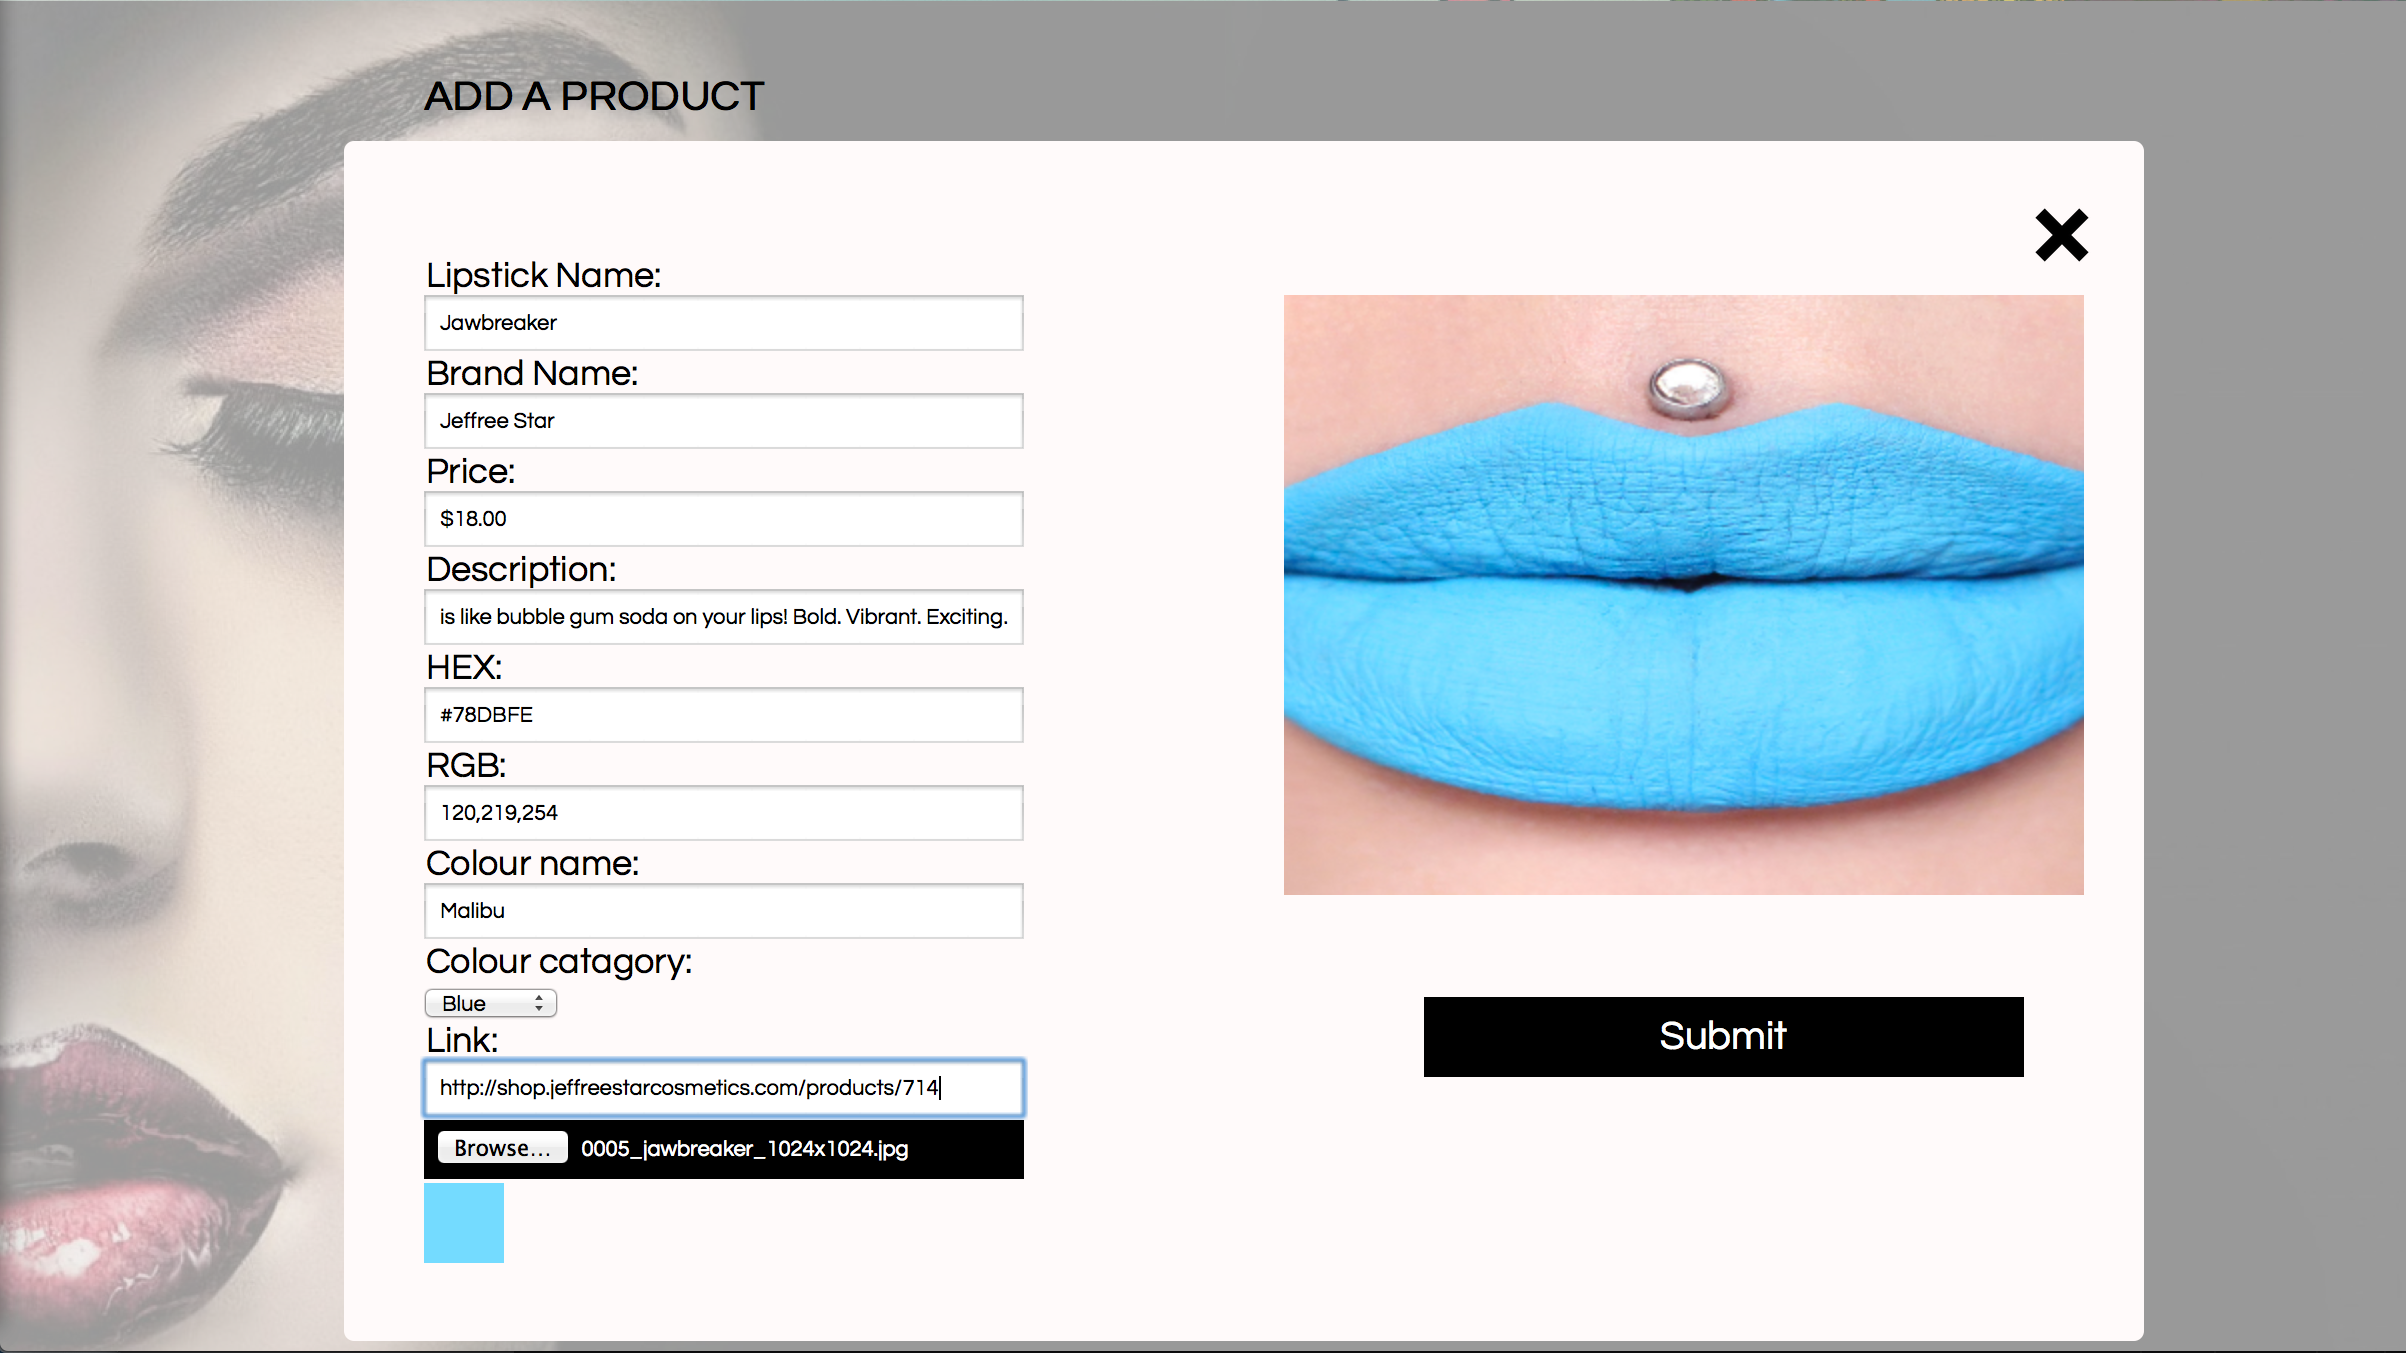 ADD A PRODUCT
Lipstick Name:
Jawbreaker
Brand Name:
Jeffree Star
Price:
$18.00
Description:
is like bubble gum soda on your lips! Bold. Vibrant. Exciting.
HEX:
#78DBFE
RGB:
120,219,254
Colour name:
Malibu
Colour catagory:
Blue
Link:
http://shop.jeffreestarcosmetics.com/products/714
Browse... 0005_jawbreaker_1024x1024.jpg
Submit